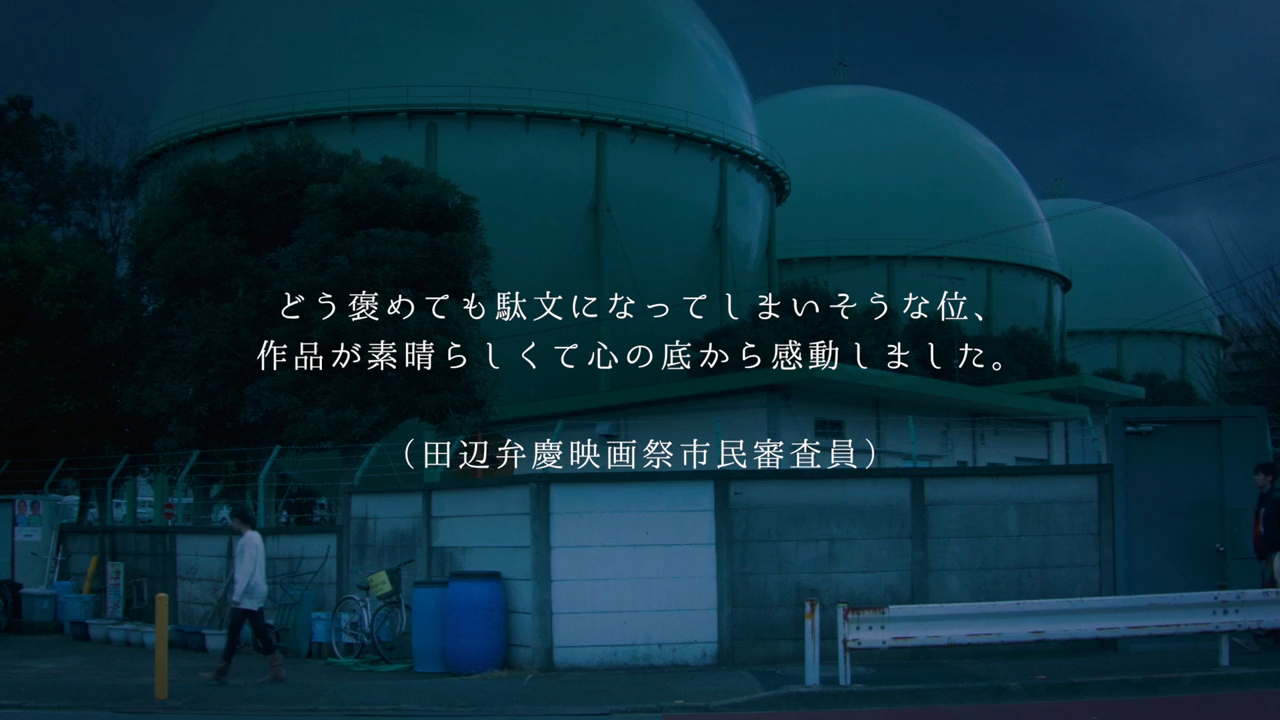 どう褒めても駄文になってしまいそうな位、
作品が素晴らしくて心の底から感動しました。
（田辺弁慶映画祭市民審査員）